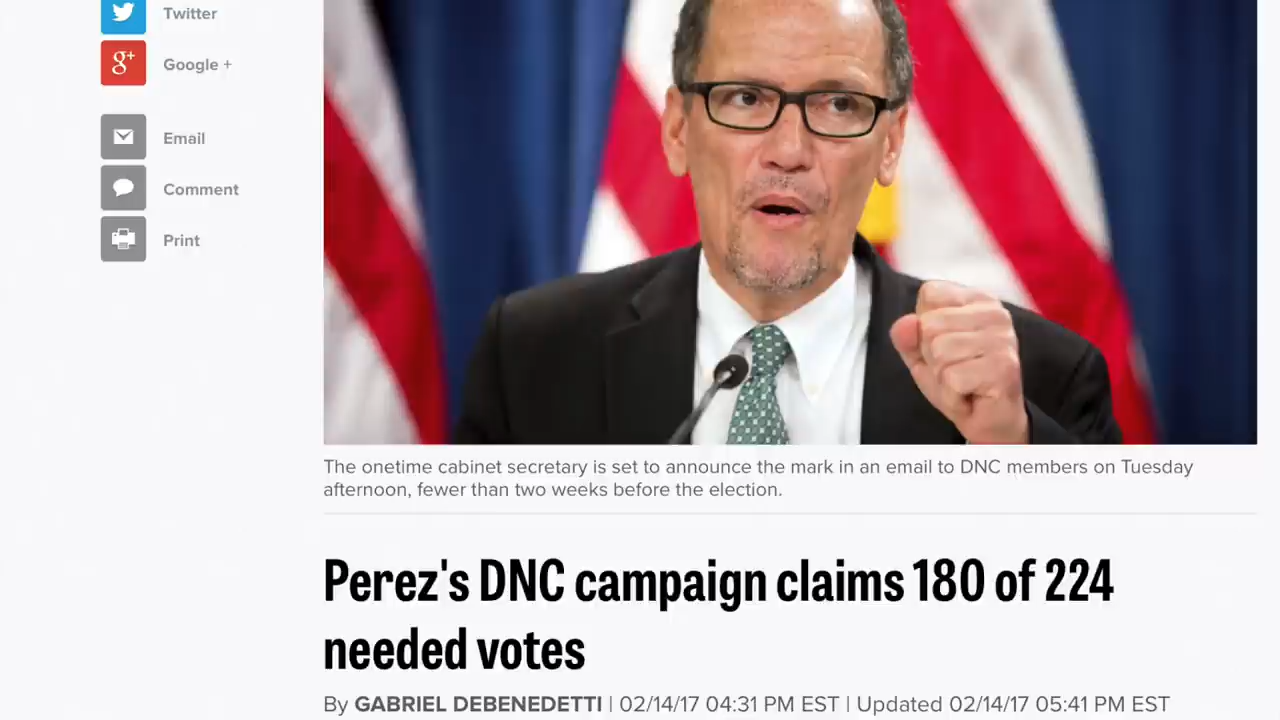 Twitter
g+
Google +
Email
Comment
Print
The onetime cabinet secretary is set to announce the mark in an email to DNC members on Tuesday
afternoon, fewer than two weeks before the election.
Perez's DNC campaign claims 180 of 224
needed votes
By GABRIEL DEBENEDETTI | 02/14/17 04:31 PM EST | Updated 02/14/17 05:41 PM EST